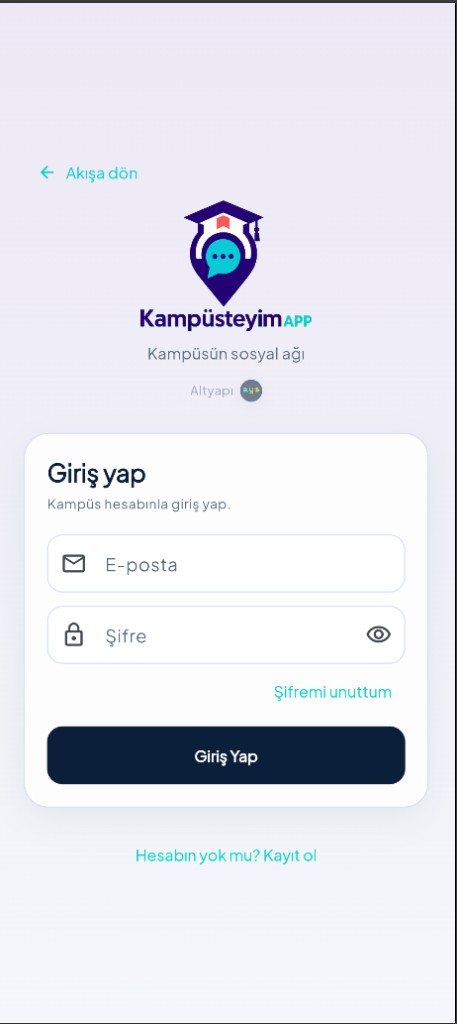 Akışa dön
KampüsteyimAPP
Kampüsün sosyal ağı
Altyapı
Giriş yap
Kampüs hesabınla giriş yap.
E-posta
Şifre
Şifremi unuttum
Giriş Yap
Hesabın yok mu? Kayıt ol